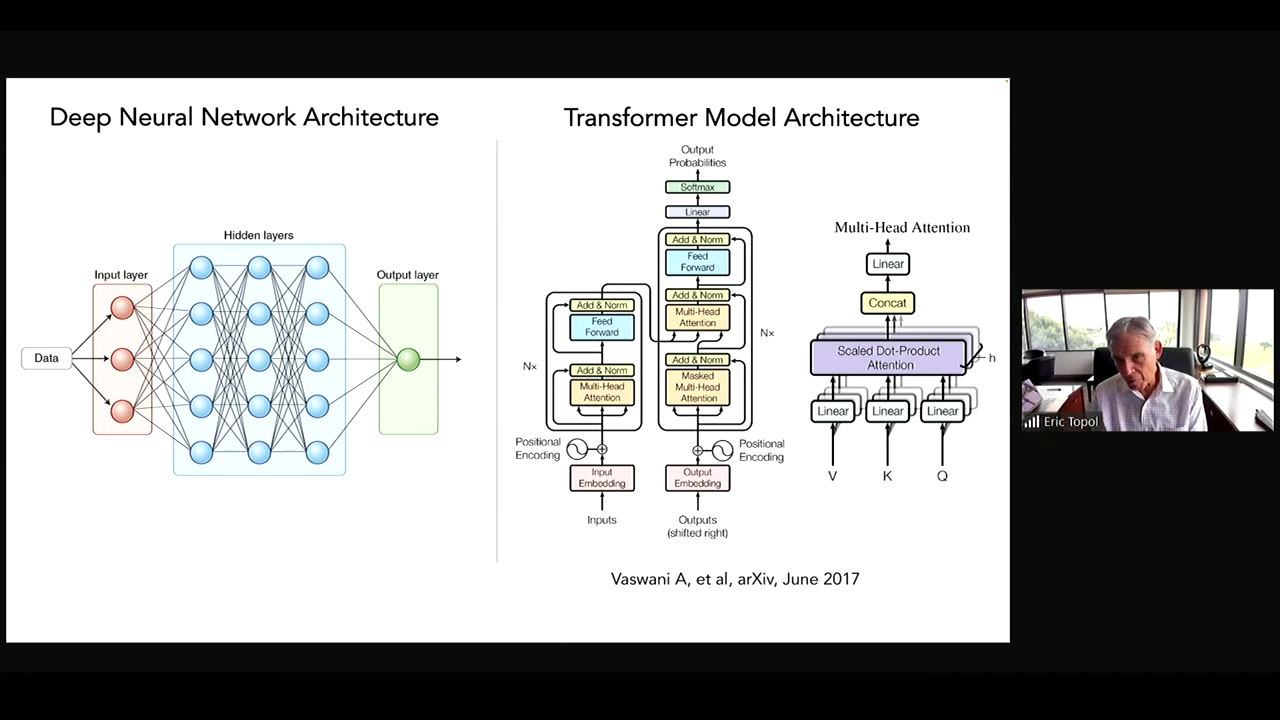 Deep Neural Network Architecture
Hidden layers
Input layer
Output layer
Data
Transformer Model Architecture
Output
Probabilities
Softmax
Linear
Add & Norm
Feed
Forward
Add & Norm
Multi-Head
Attention
Add & Norm
Masked
Multi-Head
Attention
N×
Positional
Encoding
Output
Embedding
Outputs
(shifted right)
Add & Norm
Feed
Forward
Add & Norm
Multi-Head
Attention
N×
Positional
Encoding
Input
Embedding
Inputs
Multi-Head Attention
Linear
Concat
Scaled Dot-Product
Attention
h
Linear
Linear
Linear
V
K
Q
Vaswani A, et al, arXiv, June 2017
Eric Topol